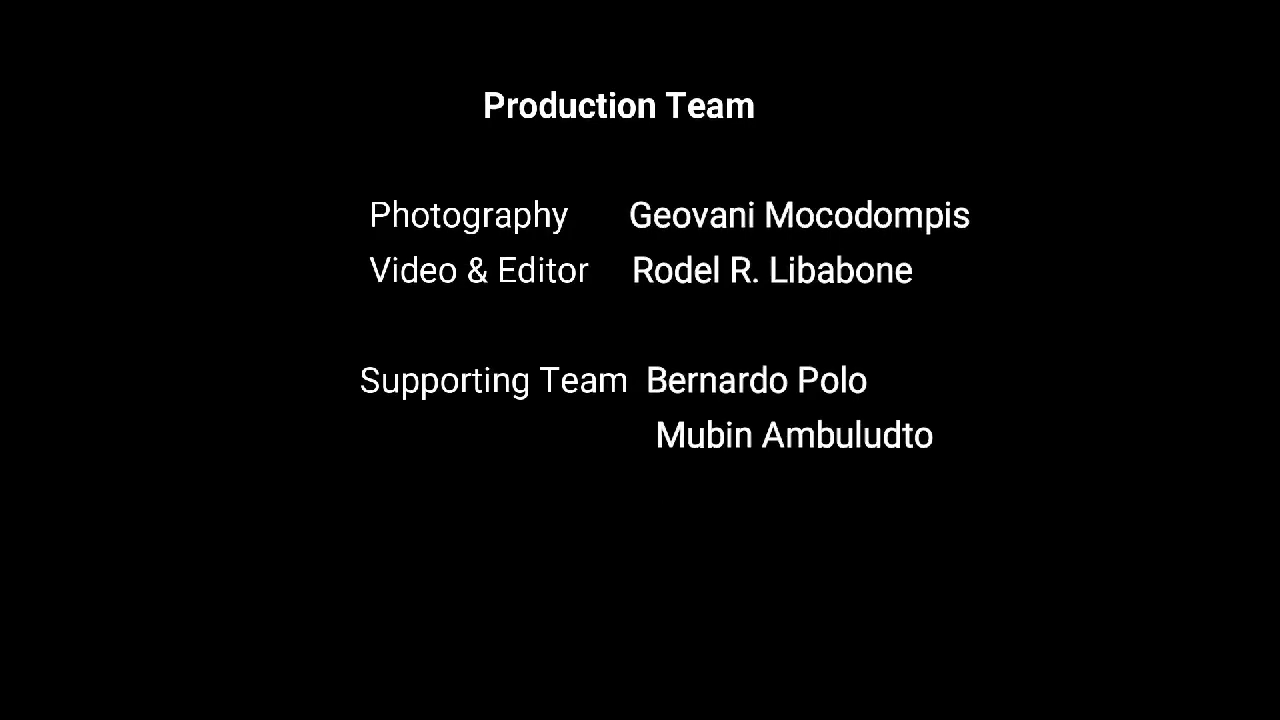 Production Team
Photography Geovani Mocodompis
Video & Editor Rodel R. Libabone
Supporting Team Bernardo Polo
Mubin Ambuludto